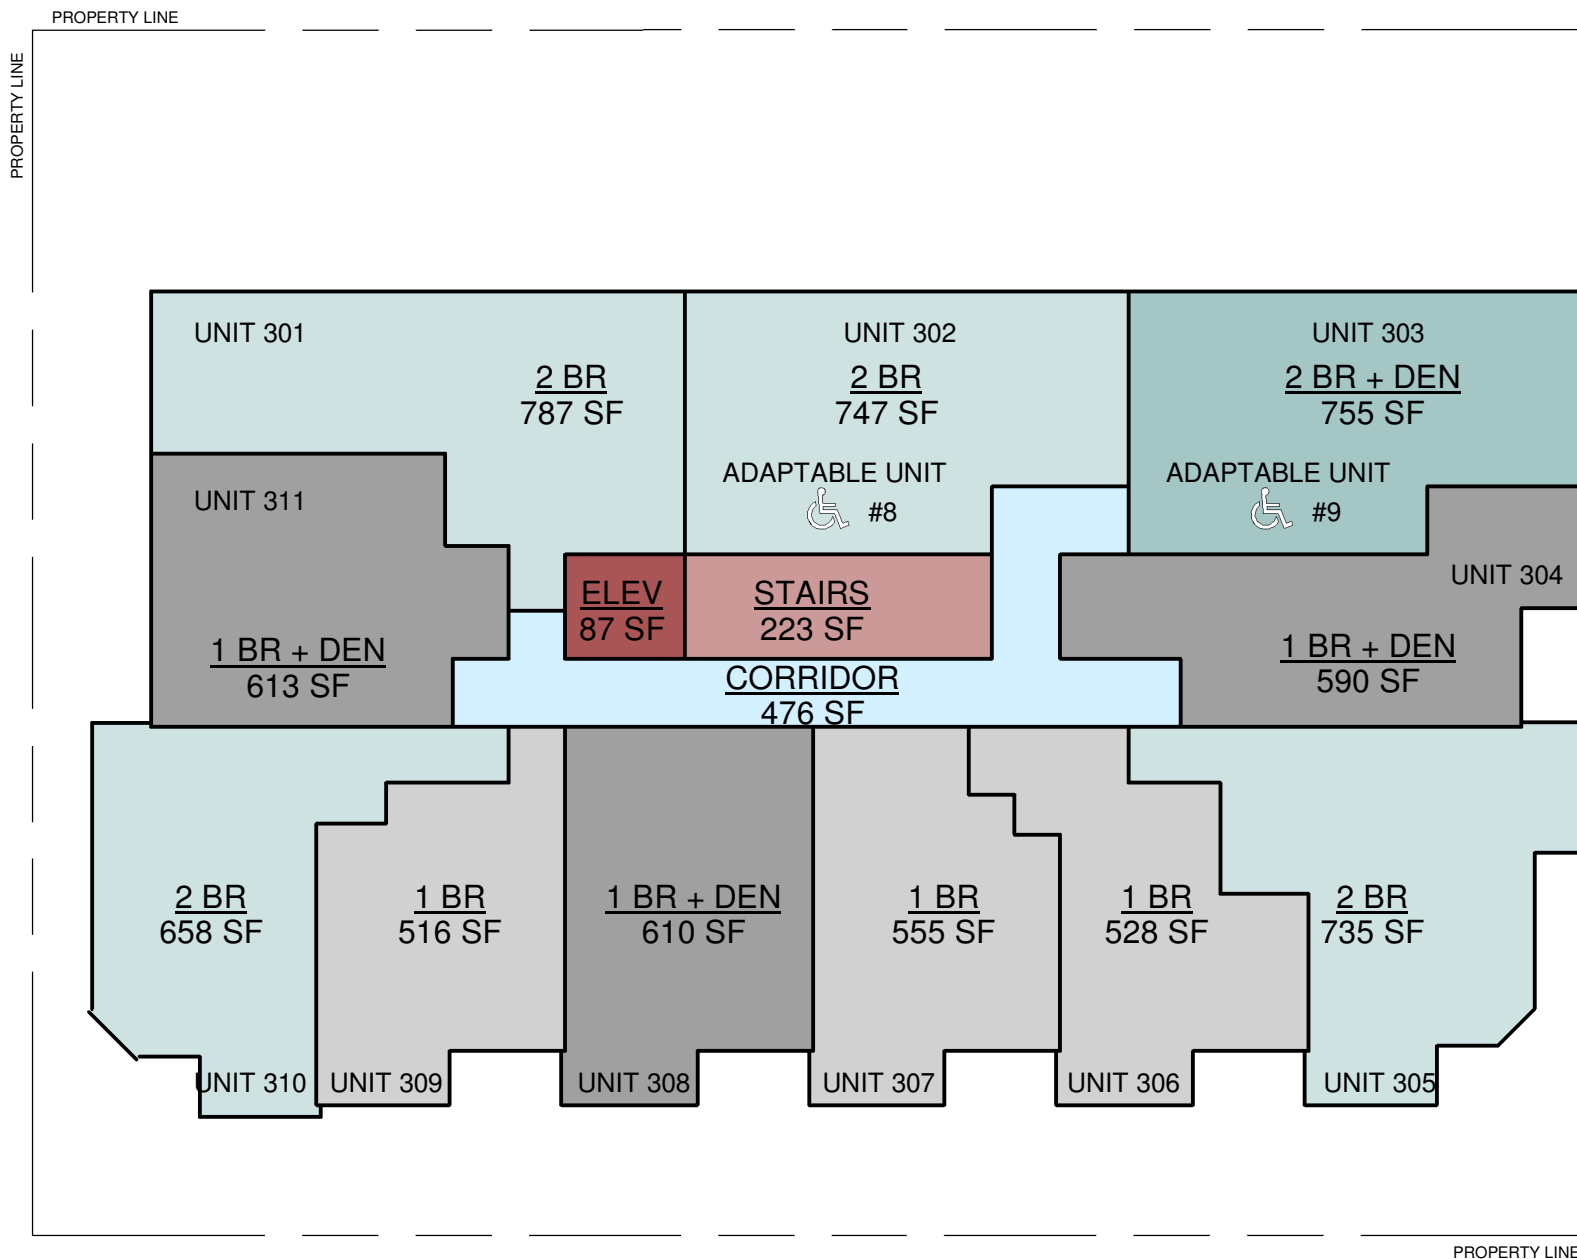 PROPERTY LINE
PROPERTY LINE
UNIT 301
2 BR
787 SF
UNIT 302
2 BR
747 SF
ADAPTABLE UNIT
#8
UNIT 303
2 BR + DEN
755 SF
ADAPTABLE UNIT
#9
UNIT 311
1 BR + DEN
613 SF
ELEV
87 SF
STAIRS
223 SF
UNIT 304
1 BR + DEN
590 SF
CORRIDOR
476 SF
2 BR
658 SF
UNIT 310
1 BR
516 SF
UNIT 309
1 BR + DEN
610 SF
UNIT 308
1 BR
555 SF
UNIT 307
1 BR
528 SF
UNIT 306
2 BR
735 SF
UNIT 305
PROPERTY LINE